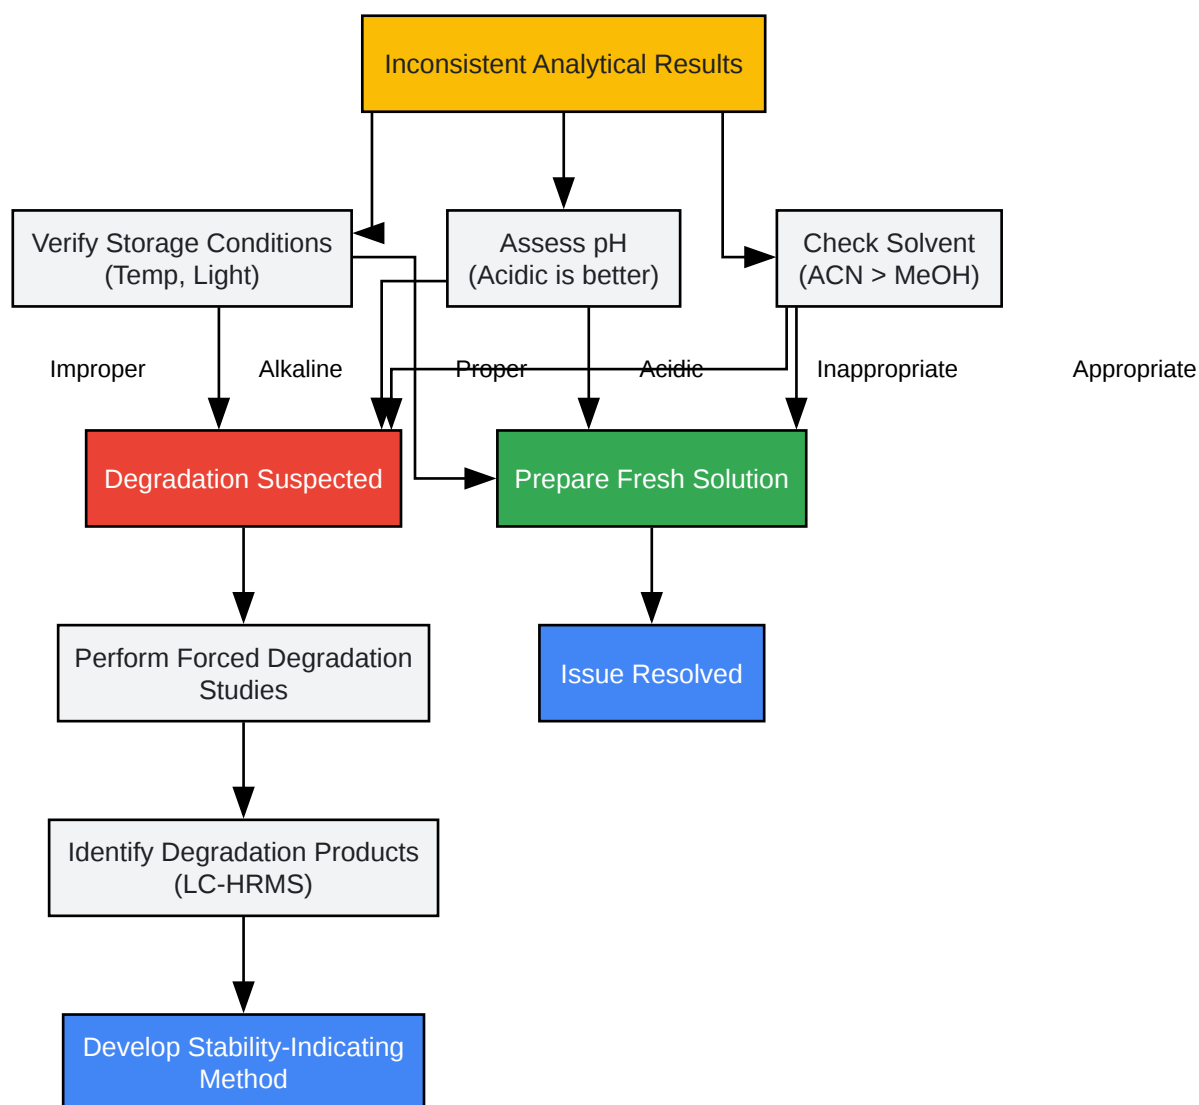 Inconsistent Analytical Results
Verify Storage Conditions
(Temp, Light)
Assess pH
(Acidic is better)
Check Solvent
(ACN > MeOH)
Improper
Alkaline
Proper
Acidic
Inappropriate
Appropriate
Degradation Suspected
Prepare Fresh Solution
Perform Forced Degradation
Studies
Issue Resolved
Identify Degradation Products
(LC-HRMS)
Develop Stability-Indicating
Method